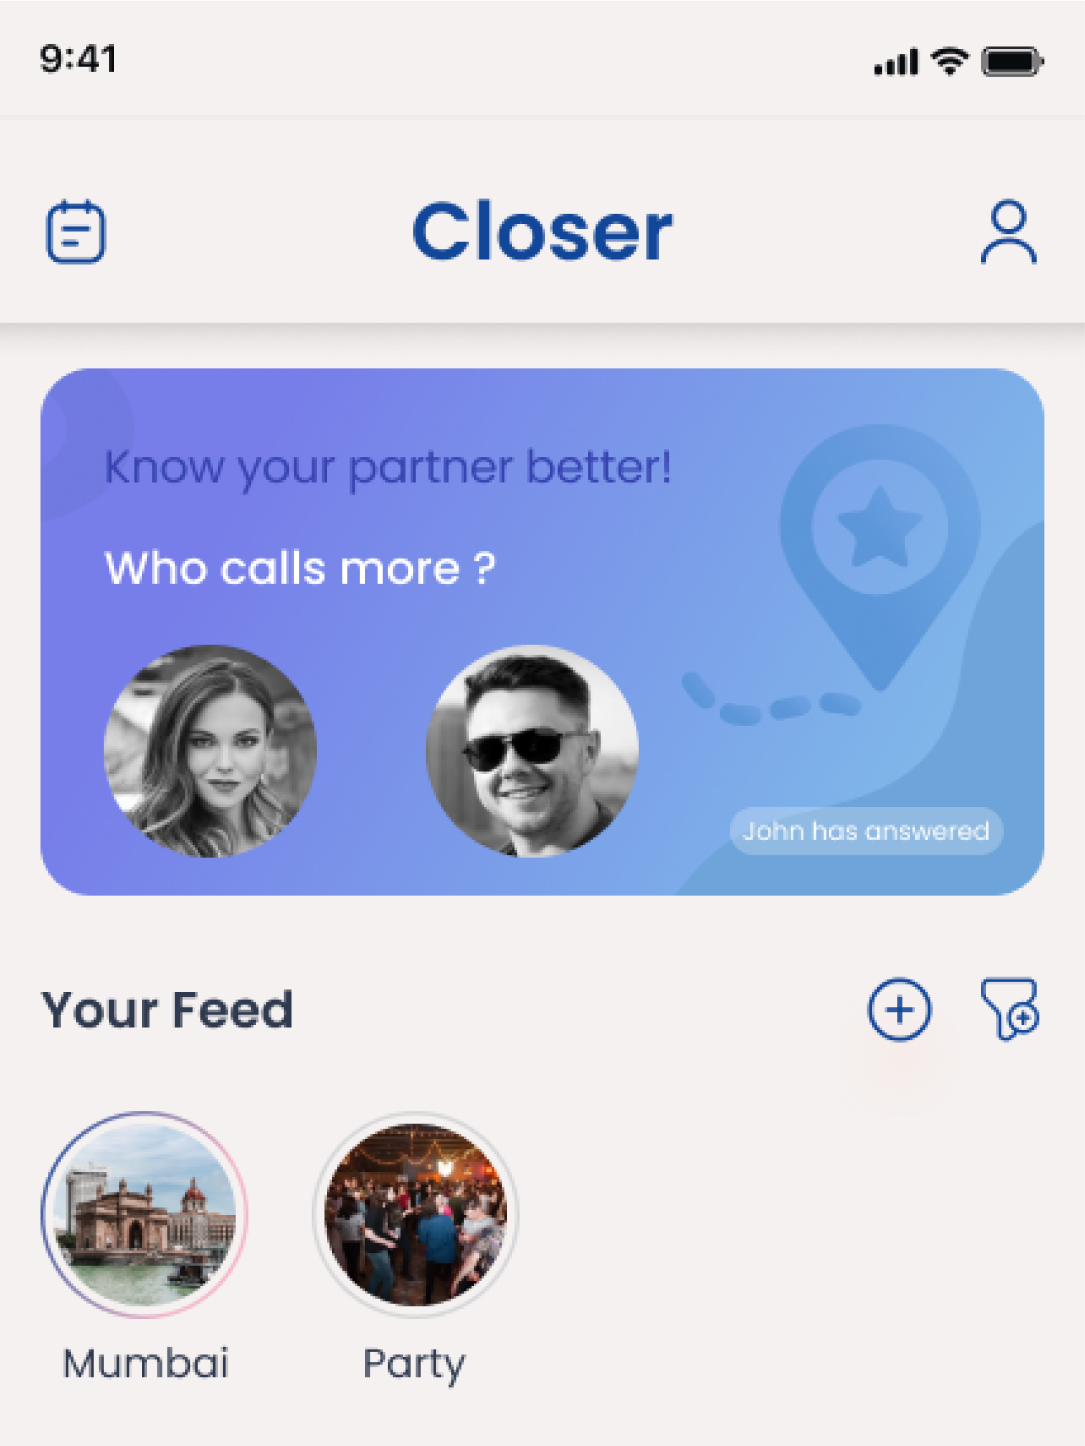 9:41
Closer
Know your partner better!
Who calls more ?
John has answered
Your Feed
Mumbai
Party